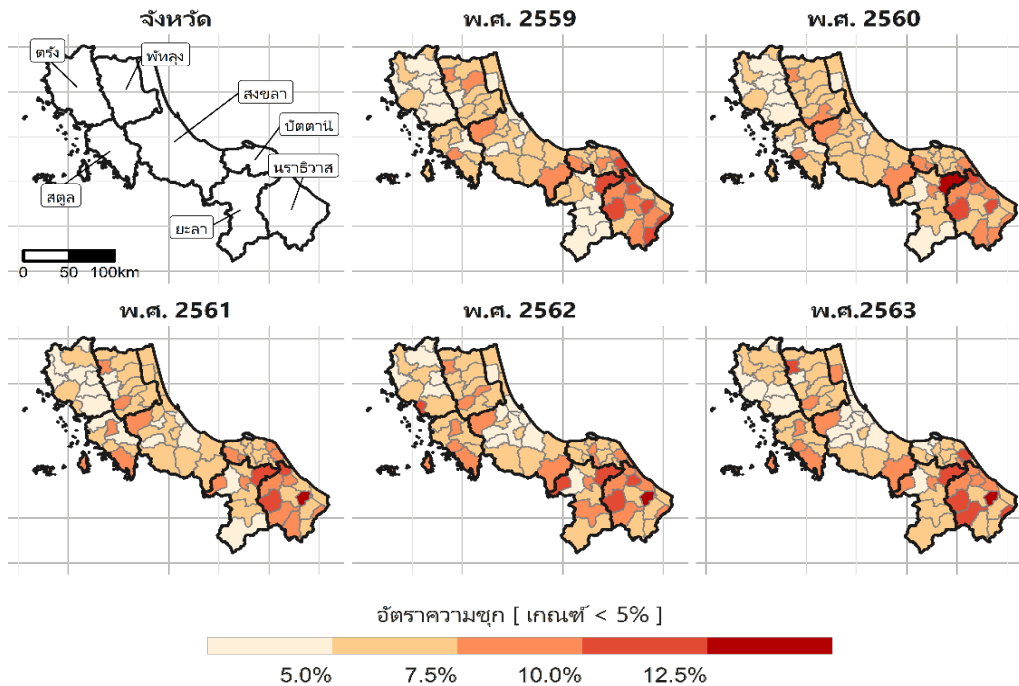 จังหวัด
พ.ศ. 2559
พ.ศ. 2560
ตรัง
พัทลุง
สงขลา
ปัตตานี
นราธิวาส
สตูล
ยะลา
0 50 100km
พ.ศ. 2561
พ.ศ. 2562
พ.ศ.2563
อัตราความชุก [ เกณฑ์ < 5% ]
5.0% 7.5% 10.0% 12.5%